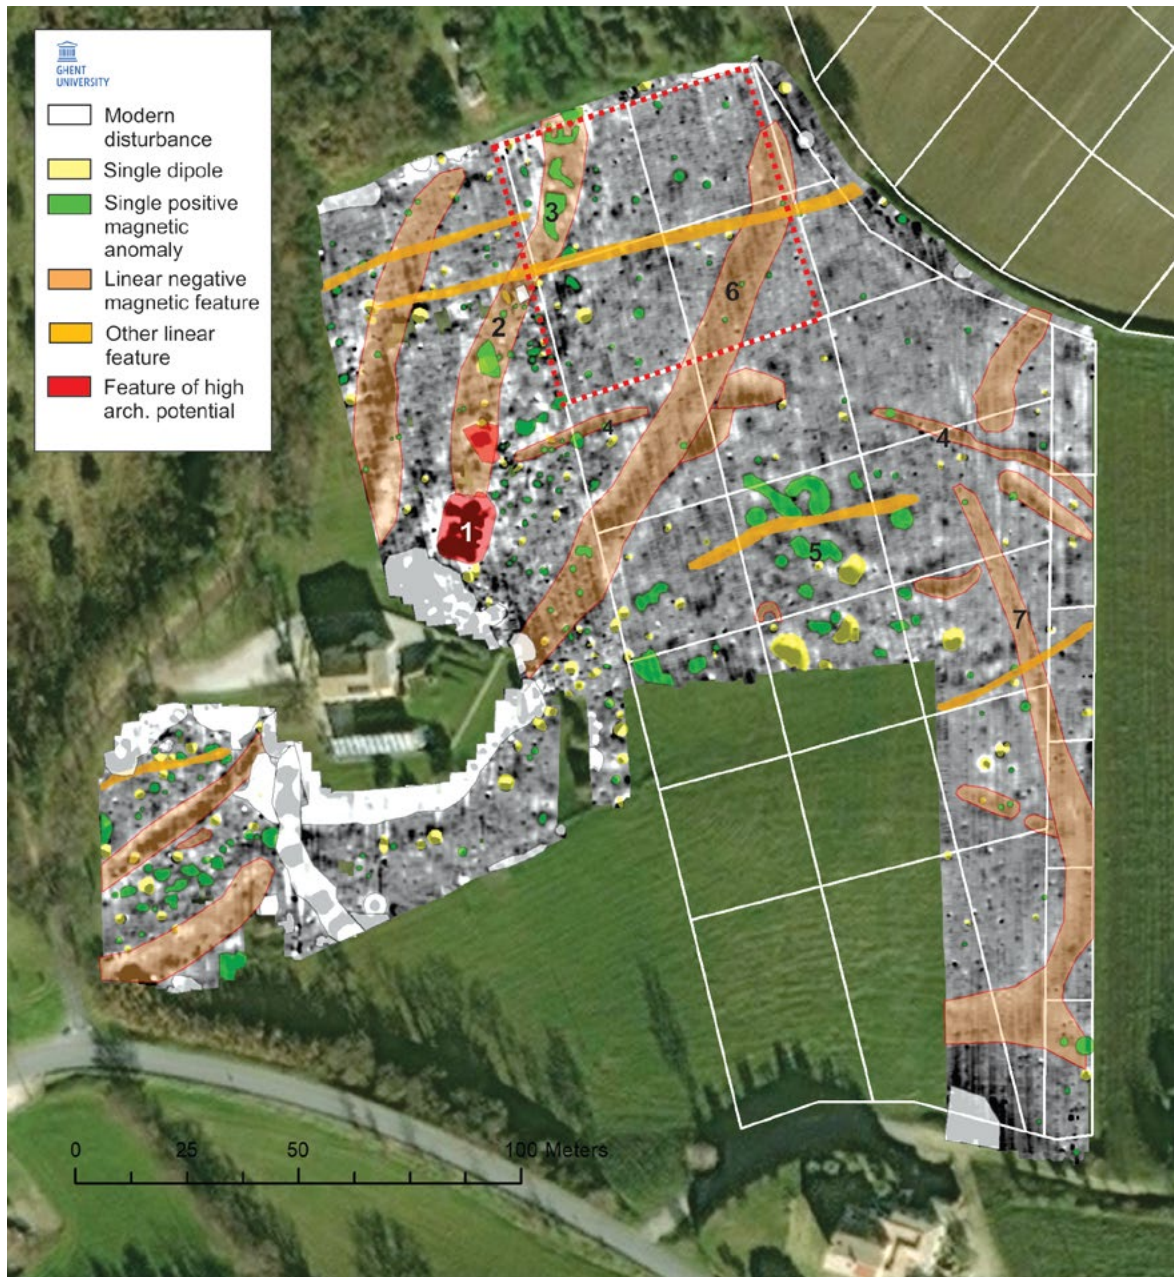 GHENT
UNIVERSITY
Modern
disturbance
Single dipole
Single positive
magnetic
anomaly
Linear negative
magnetic feature
Other linear
feature
Feature of high
arch. potential
3
6
2
4
4
1
5
7
0 25 50 100 Meters